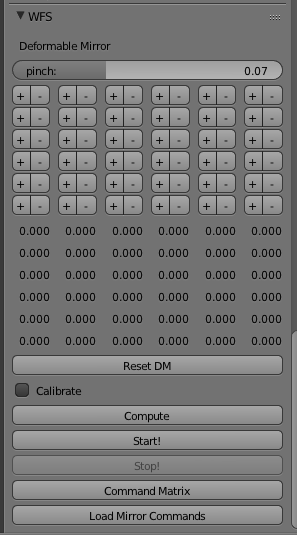 WFS
Deformable Mirror
pinch: 0.07
+ - + - + - + - + - + -
+ - + - + - + - + - + -
+ - + - + - + - + - + -
+ - + - + - + - + - + -
+ - + - + - + - + - + -
+ - + - + - + - + - + -
0.000 0.000 0.000 0.000 0.000 0.000
0.000 0.000 0.000 0.000 0.000 0.000
0.000 0.000 0.000 0.000 0.000 0.000
0.000 0.000 0.000 0.000 0.000 0.000
0.000 0.000 0.000 0.000 0.000 0.000
0.000 0.000 0.000 0.000 0.000 0.000
Reset DM
Calibrate
Compute
Start!
Stop!
Command Matrix
Load Mirror Commands